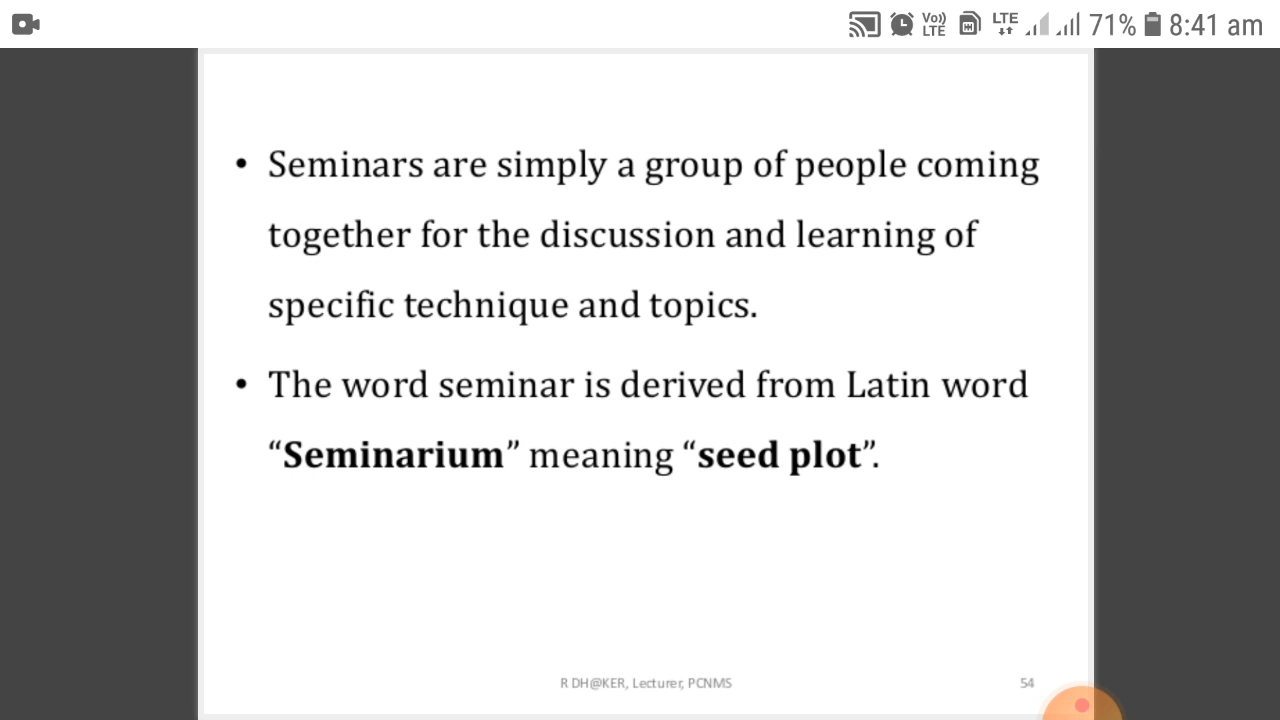 Vo)) LTE LTE 71% 8:41 am
• Seminars are simply a group of people coming
together for the discussion and learning of
specific technique and topics.
• The word seminar is derived from Latin word
“Seminarium” meaning “seed plot”.
R DH@KER, Lecturer, PCNMS 54